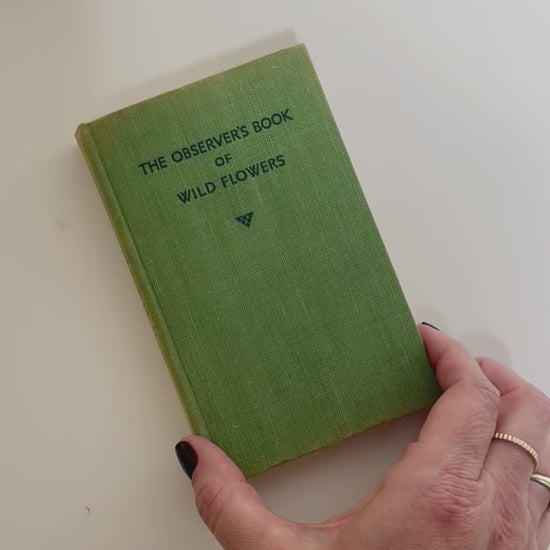 THE OBSERVER'S BOOK
OF
WILD FLOWERS